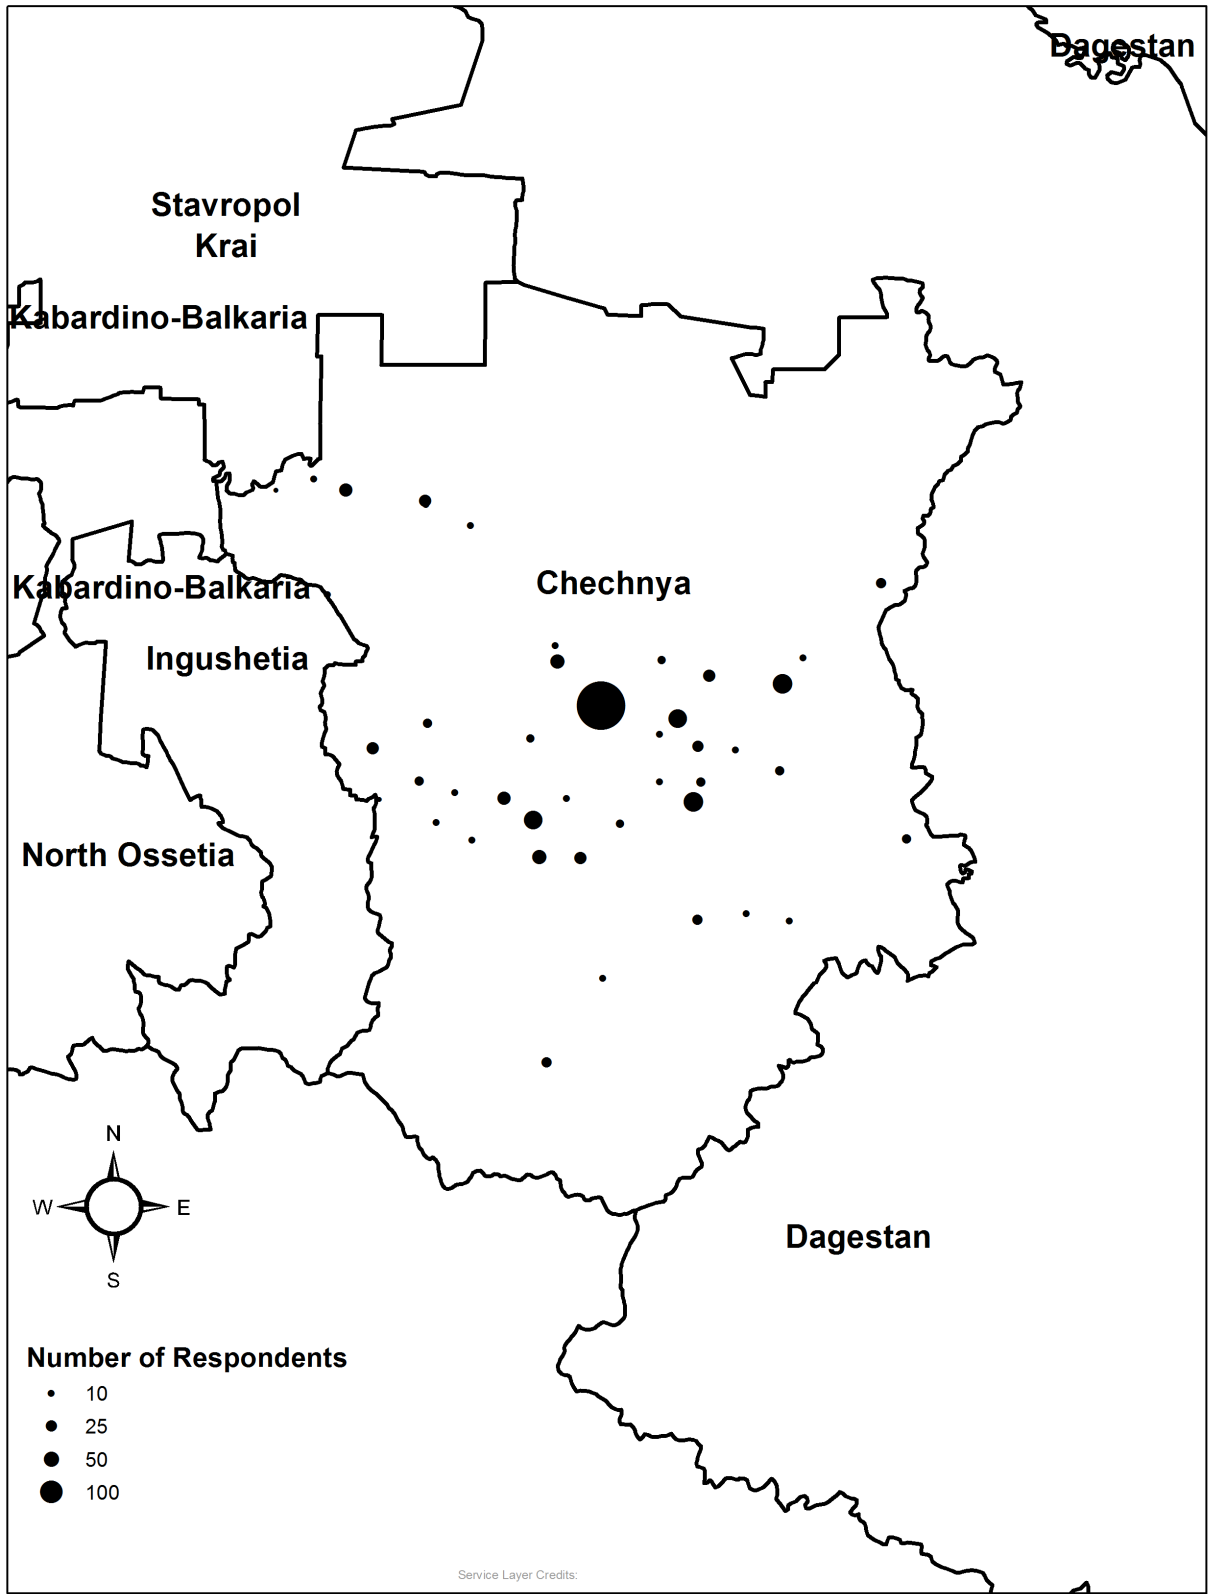 Dagestan
Stavropol
Krai
Kabardino-Balkaria
Chechnya
Kabardino-Balkaria
Ingushetia
North Ossetia
N
W
E
S
Dagestan
Number of Respondents
10
25
50
100
Service Layer Credits: